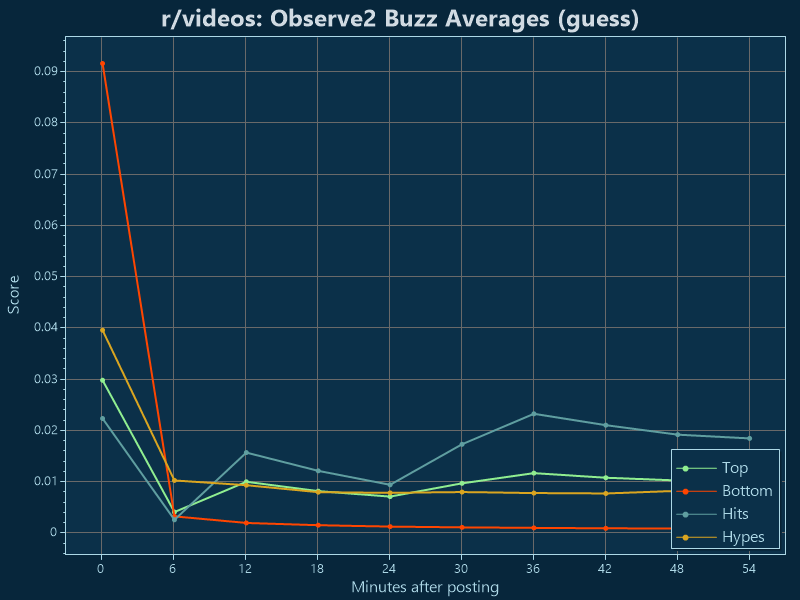 r/videos: Observe2 Buzz Averages (guess)
Score
0.09
0.08
0.07
0.06
0.05
0.04
0.03
0.02
0.01
0
Top
Bottom
Hits
Hypes
0 6 12 18 24 30 36 42 48 54
Minutes after posting